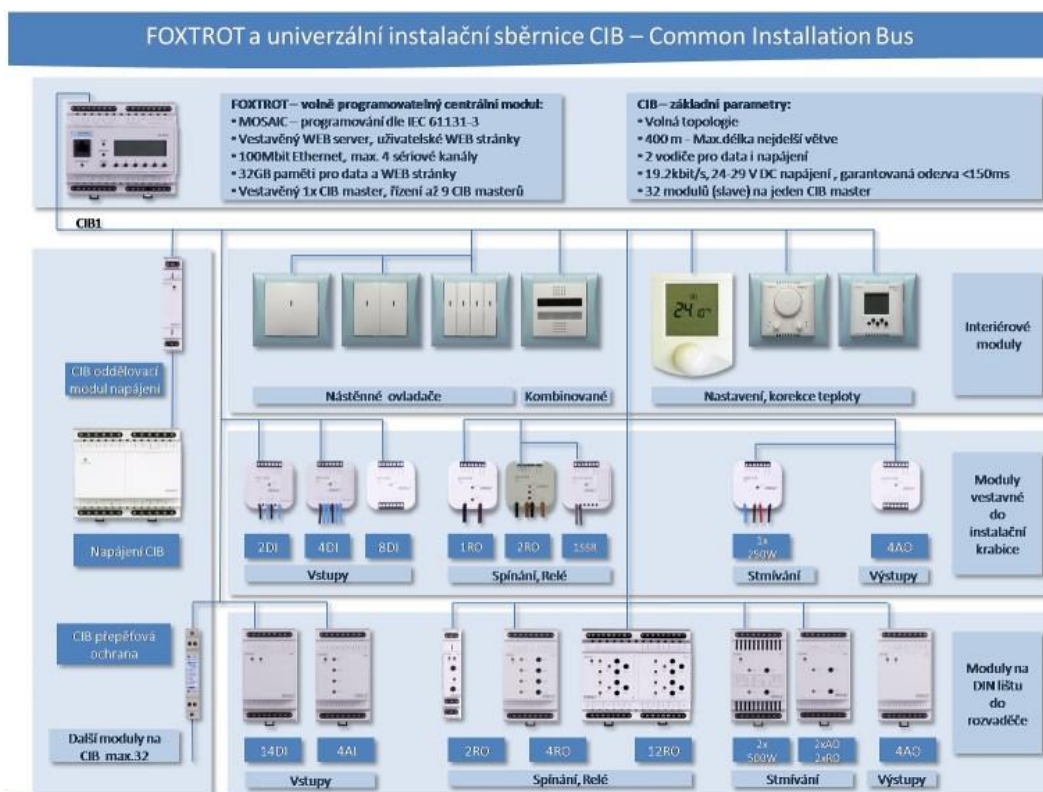 FOXTROT a univerzální instalační sběrnice CIB – Common Installation Bus
FOXTROT – volně programovatelný centrální modul:
• MOSAIC – programování dle IEC 61131-3
• Vestavěný WEB server, uživatelské WEB stránky
• 100Mbit Ethernet, max. 4 sériové kanály
• 32GB paměti pro data a WEB stránky
• Vestavěný 1x CIB master, řízení až 9 CIB masterů
CIB – základní parametry:
• Volná topologie
• 400 m – Max.délka nejdelší větve
• 2 vodiče pro data i napájení
• 19.2kbit/s, 24-29 V DC napájení , garantovaná odezva <150ms
• 32 modulů (slave) na jeden CIB master
CIB1
CIB oddělovací
modul napájení
Napájení CIB
CIB přepěťová
ochrana
Další moduly na
CIB max.32
Nástěnné ovladače
Kombinované
Nastavení, korekce teploty
Interiérové
moduly
2DI
4DI
8DI
1RO
2RO
1SSR
1x
250W
4AO
Vstupy
Spínání, Relé
Stmívání
Výstupy
Moduly
vestavné
do
instalační
krabice
14DI
4AI
2RO
4RO
12RO
2x
500W
2xAO
2xRO
4AO
Vstupy
Spínání, Relé
Stmívání
Výstupy
Moduly na
DIN lištu
do
rozvaděče